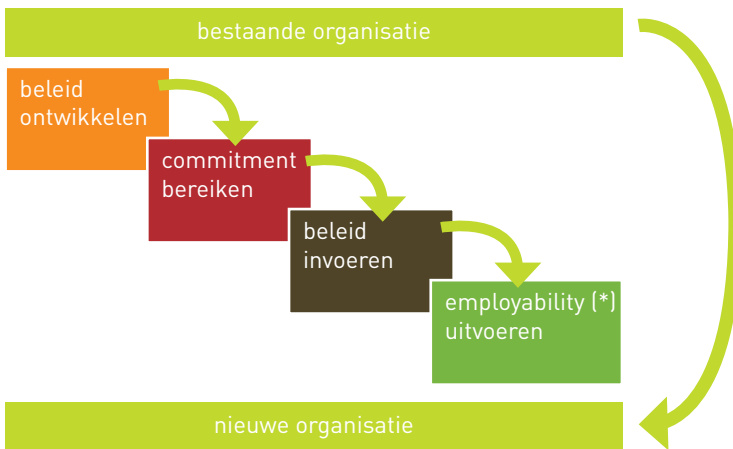 bestaande organisatie
beleid
ontwikkelen
commitment
bereiken
beleid
invoeren
employability (*)
uitvoeren
nieuwe organisatie